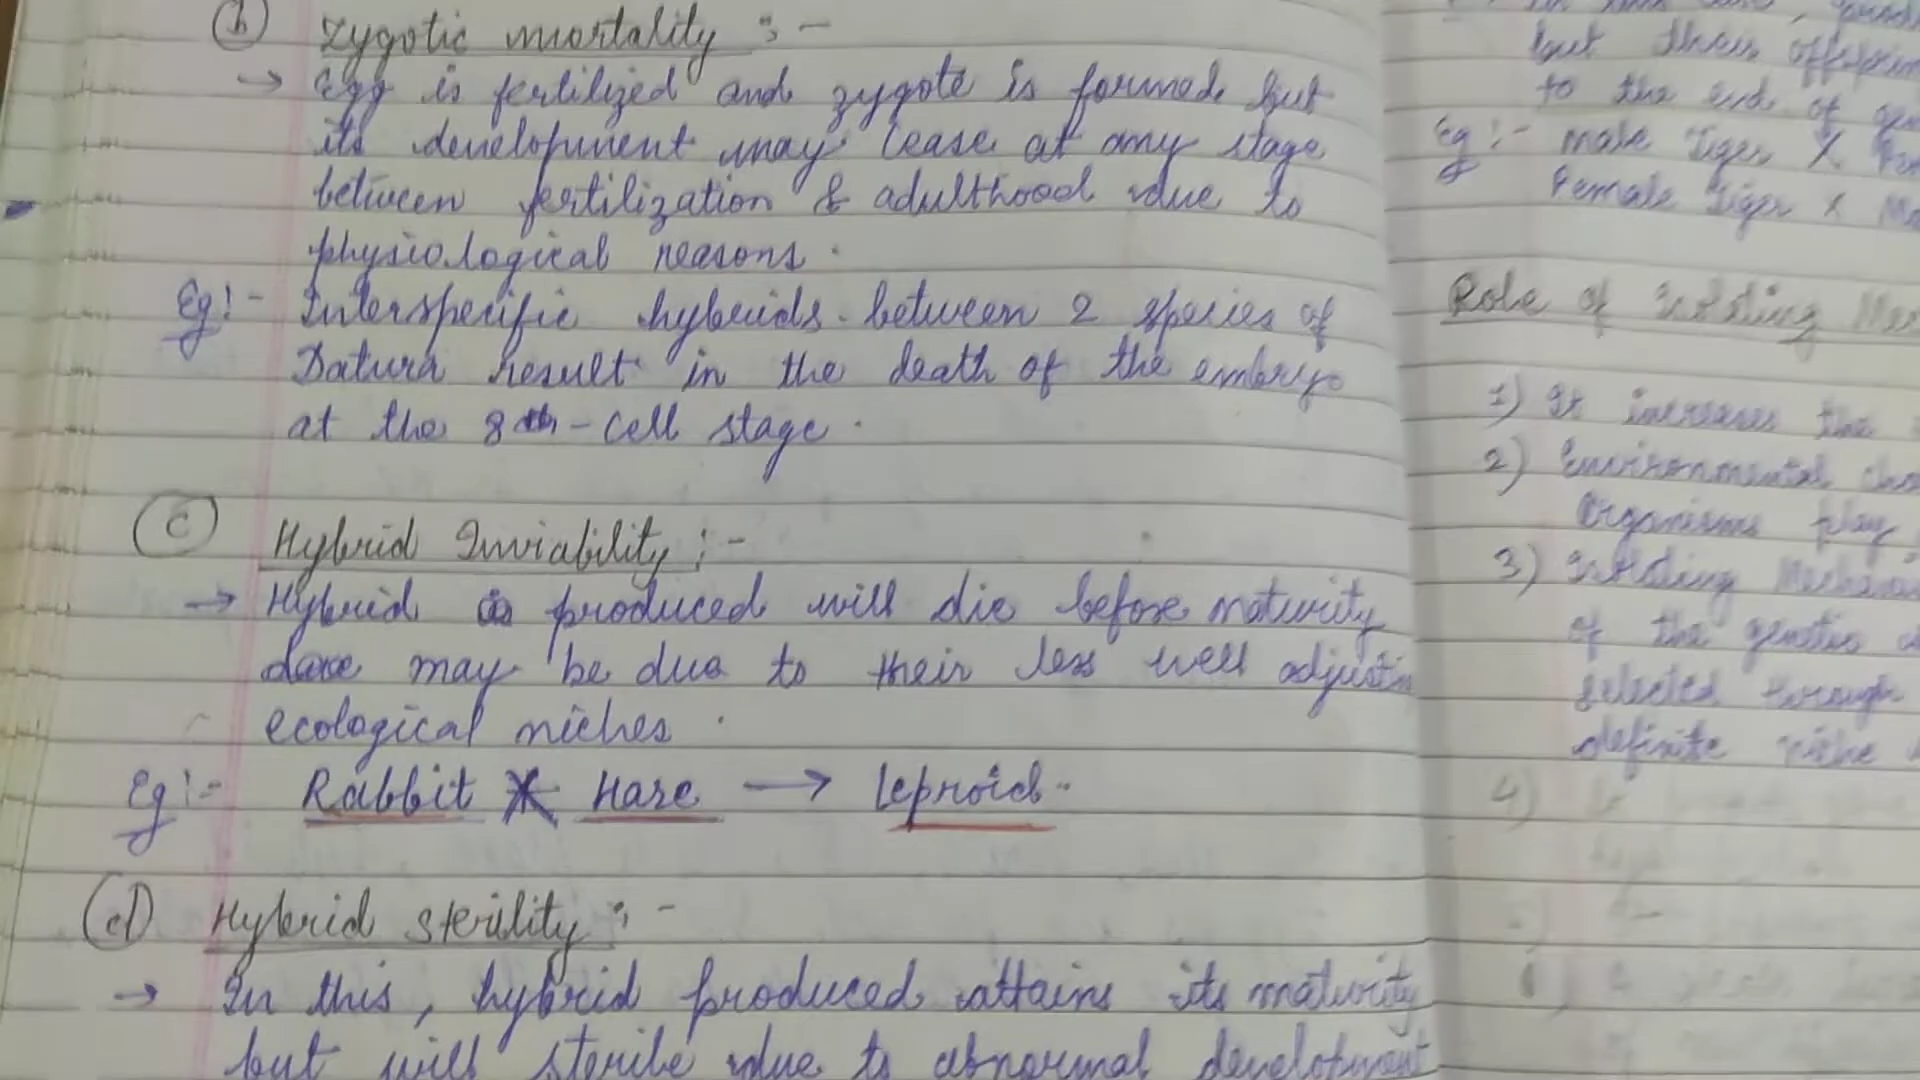 (b) Zygotic mortality :-
→ Egg is fertilized and zygote is formed but
its development may cease at any stage
between fertilization & adulthood due to
physiological reasons.
Eg:- Interspecific hybrids between 2 species of
Datura result in the death of the embryo
at the 8th-cell stage.
(c) Hybrid Inviability :-
→ Hybrid produced will die before maturity
may be due to their less well
ecological niches.
Eg:- Rabbit X Hare → Leproid.
(d) Hybrid sterility :-
→ In this, hybrid produced attains its maturity
but will sterile due to abnormal development
but their
to the end of
Eg:- male Tiger X
Female Tiger X
Role of
1) It increases the
2) Environmental
Organisms play
3)
of the genetic
selected through
definite niche
4)